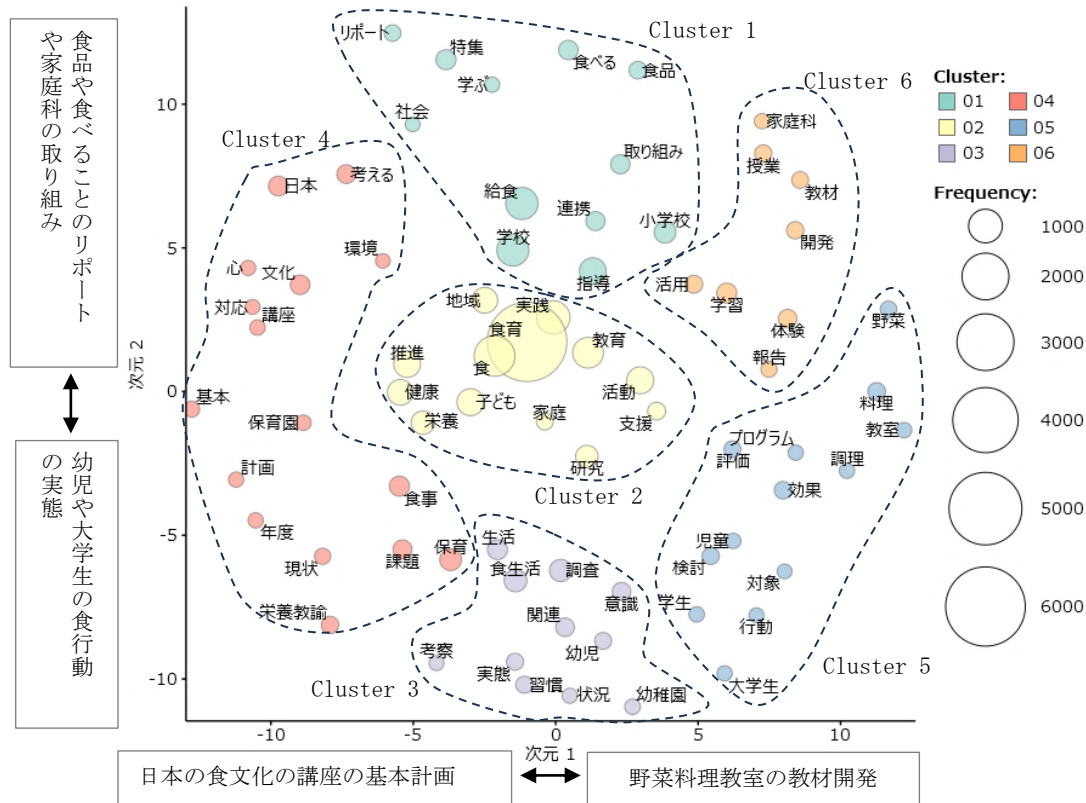 食品や食べることのリポート
や家庭科の取り組み
幼児や大学生の食行動
の実態
次元 2
10
5
0
-5
-10
Cluster 1
リポート
特集
学ぶ
食べる
食品
社会
取り組み
給食
連携
小学校
学校
指導
Cluster 6
家庭科
授業
教材
開発
活用
学習
体験
報告
Cluster 4
日本
考える
環境
心
文化
対応
講座
基本
保育園
計画
年度
食事
現状
課題
保育
栄養教諭
地域
実践
食育
教育
推進
食
健康
子ども
活動
栄養
家庭
支援
研究
Cluster 2
野菜
料理
教室
プログラム
評価
調理
効果
児童
検討
対象
学生
行動
大学生
Cluster 5
生活
食生活
調査
意識
関連
幼児
考察
実態
習慣
状況
幼稚園
Cluster 3
-10
-5
0
5
10
次元 1
日本の食文化の講座の基本計画
野菜料理教室の教材開発
Cluster:
01 04
02 05
03 06
Frequency:
1000
2000
3000
4000
5000
6000